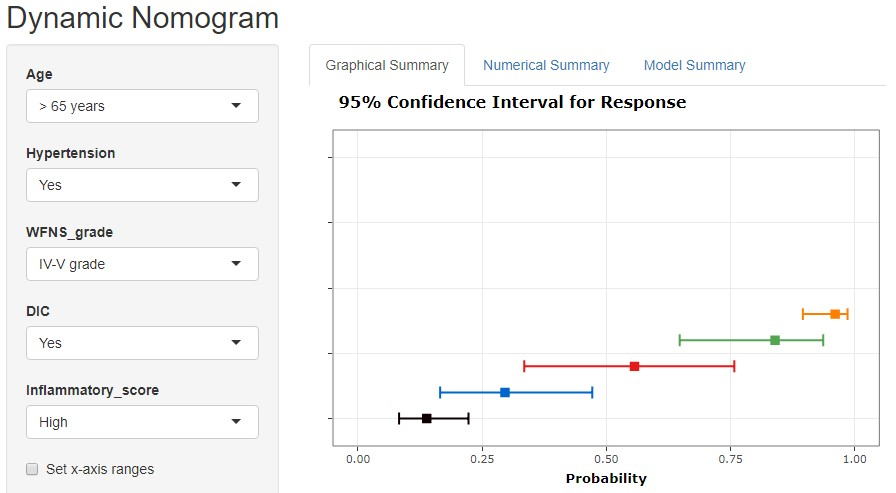 Dynamic Nomogram
Age
> 65 years
Hypertension
Yes
WFNS_grade
IV-V grade
DIC
Yes
Inflammatory_score
High
Set x-axis ranges
Graphical Summary
Numerical Summary
Model Summary
95% Confidence Interval for Response
0.00 0.25 0.50 0.75 1.00
Probability